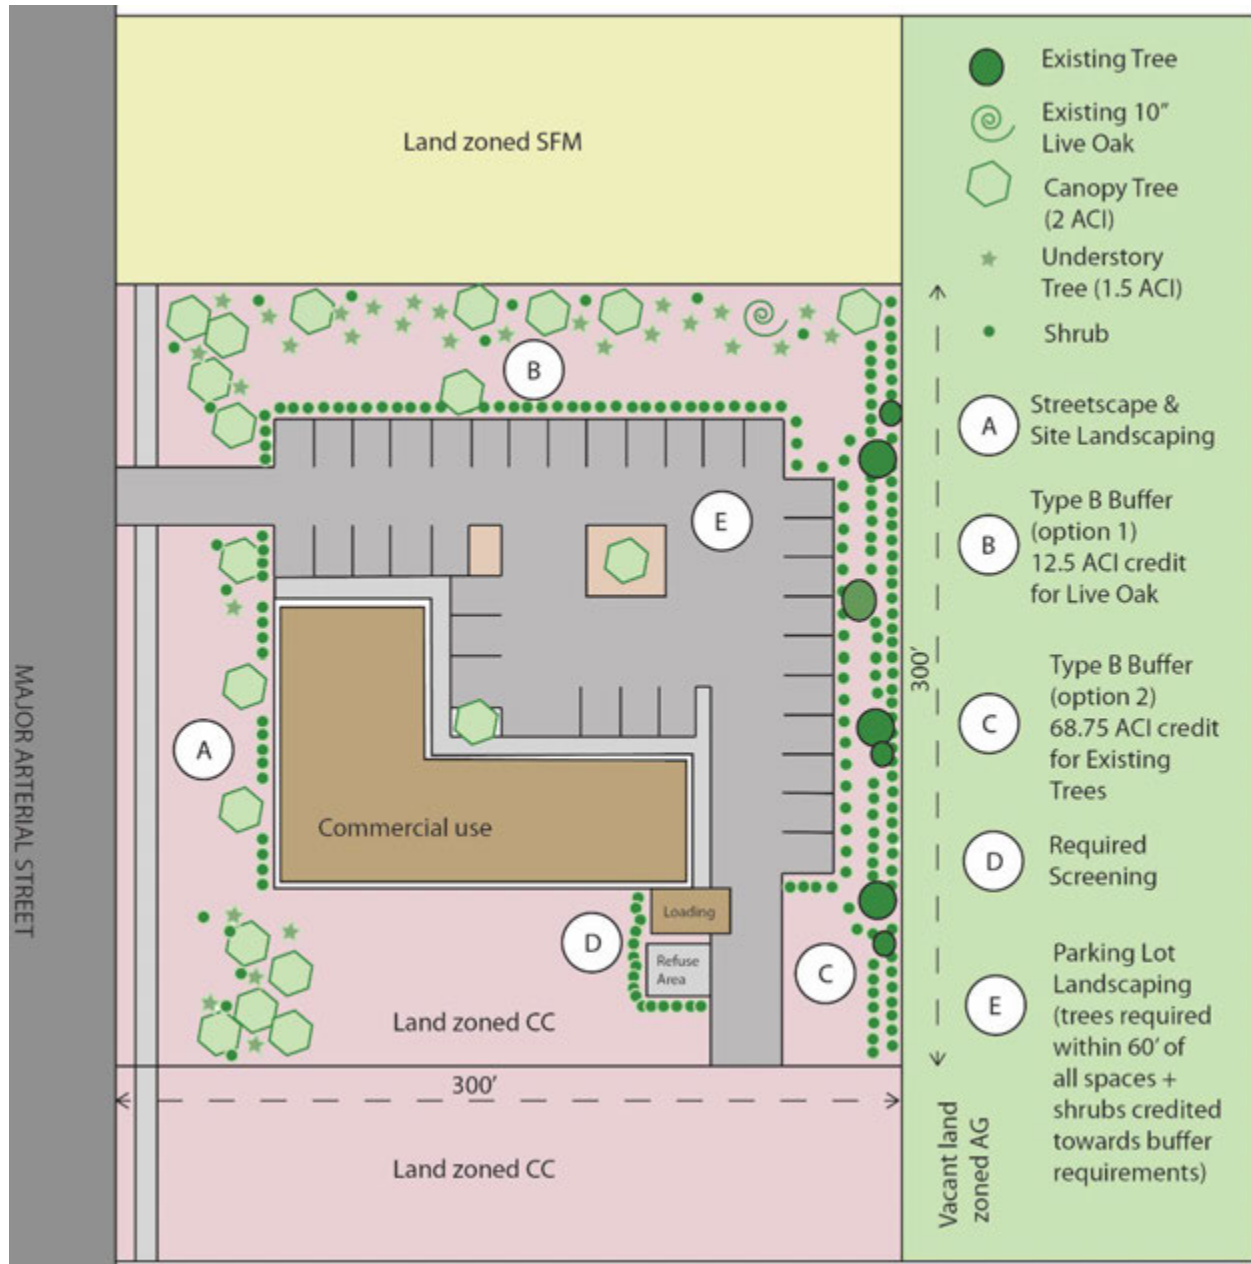 Land zoned SFM
B
E
A
MAJOR ARTERIAL STREET
Commercial use
Loading
D
Refuse
Area
C
Land zoned CC
300’
Land zoned CC
300’
Vacant land
zoned AG
Existing Tree
Existing 10”
Live Oak
Canopy Tree
(2 ACI)
Understory
Tree (1.5 ACI)
Shrub
A
Streetscape &
Site Landscaping
B
Type B Buffer
(option 1)
12.5 ACI credit
for Live Oak
C
Type B Buffer
(option 2)
68.75 ACI credit
for Existing
Trees
D
Required
Screening
E
Parking Lot
Landscaping
(trees required
within 60’ of
all spaces +
shrubs credited
towards buffer
requirements)